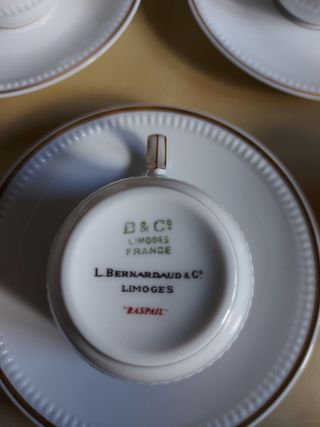 B & Cº
LIMOGES
FRANCE
L. BERNARDAUD & Cº
LIMOGES
"RASPAIL"